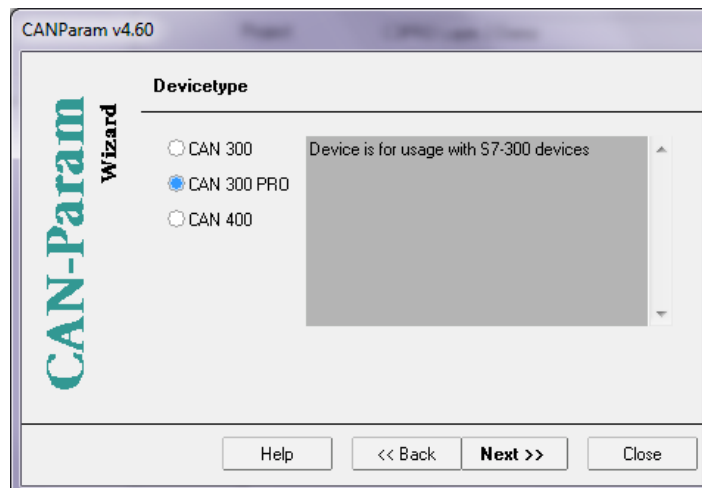 CANParam v4.60
CAN-Param
Wizard
Devicetype
CAN 300
CAN 300 PRO
CAN 400
Device is for usage with S7-300 devices
Help
<< Back
Next >>
Close